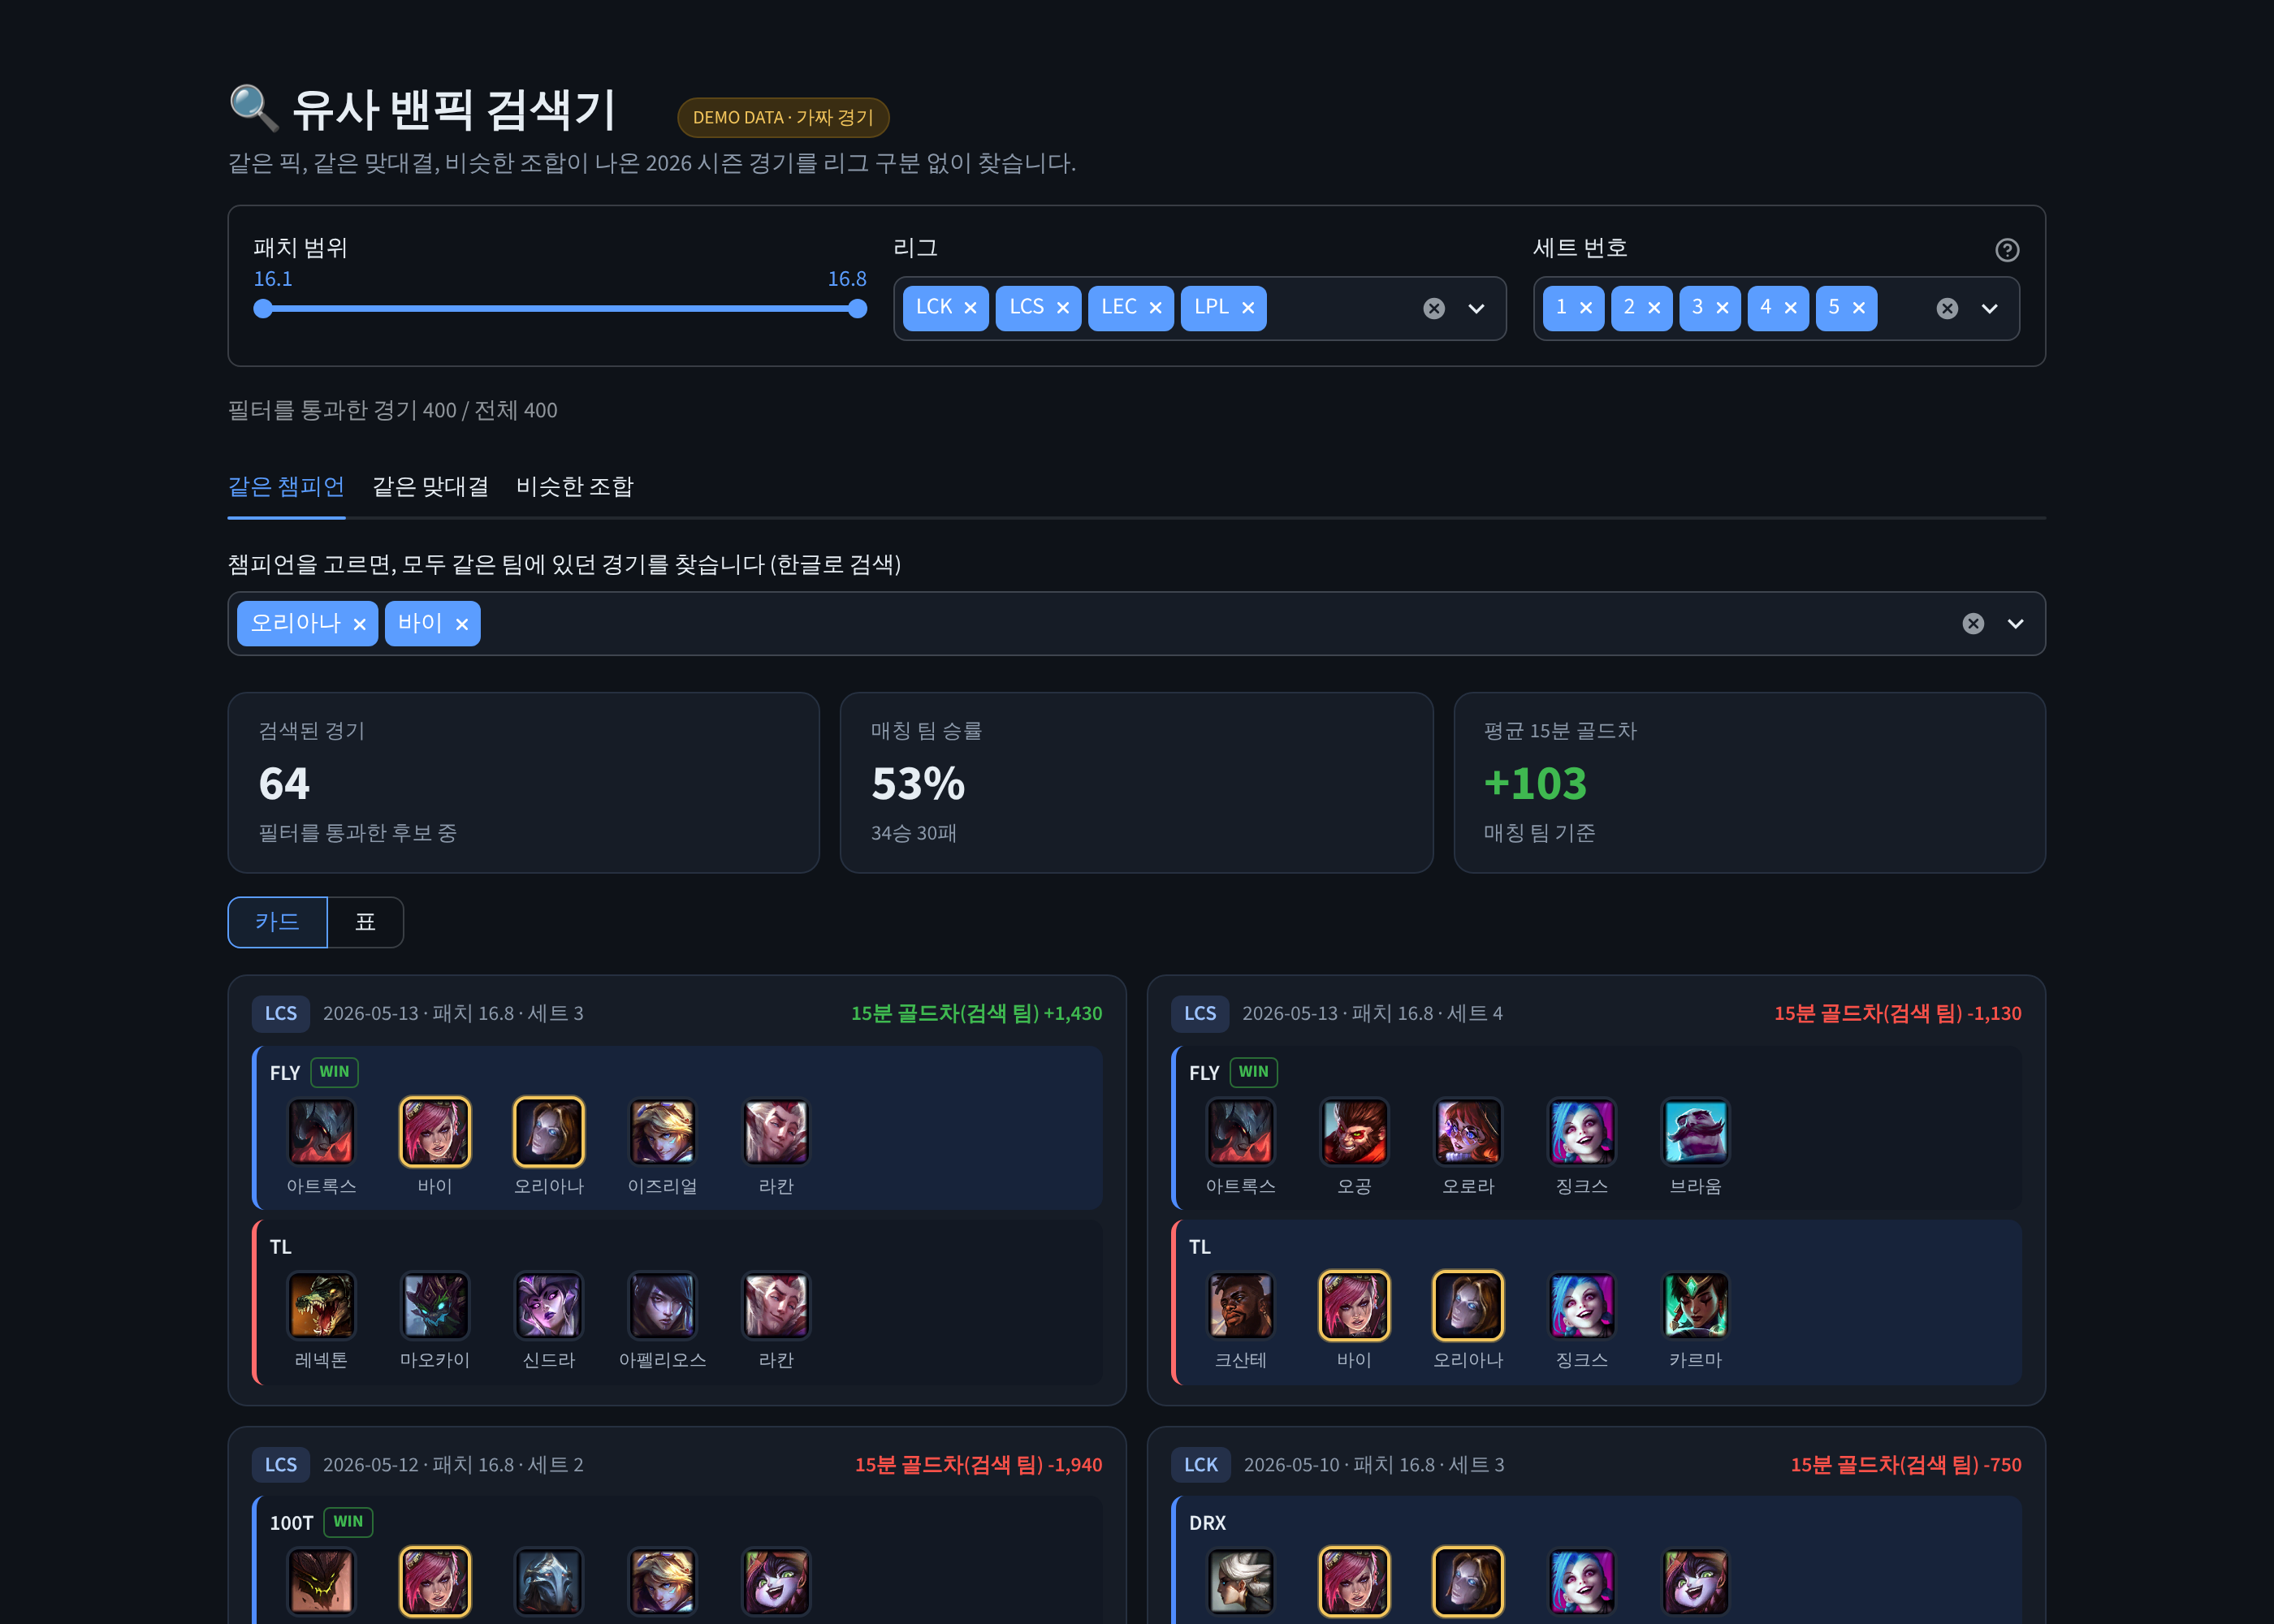 유사 밴픽 검색기
DEMO DATA · 가짜 경기
같은 픽, 같은 맞대결, 비슷한 조합이 나온 2026 시즌 경기를 리그 구분 없이 찾습니다.
패치 범위
16.1 16.8
리그
LCK LCS LEC LPL
세트 번호
1 2 3 4 5
필터를 통과한 경기 400 / 전체 400
같은 챔피언 같은 맞대결 비슷한 조합
챔피언을 고르면, 모두 같은 팀에 있던 경기를 찾습니다 (한글로 검색)
오리아나 바이
검색된 경기
64
필터를 통과한 후보 중
매칭 팀 승률
53%
34승 30패
평균 15분 골드차
+103
매칭 팀 기준
카드 표
LCS 2026-05-13 · 패치 16.8 · 세트 3 15분 골드차(검색 팀) +1,430
FLY WIN
아트록스 바이 오리아나 이즈리얼 라칸
TL
레넥톤 마오카이 신드라 아펠리오스 라칸
LCS 2026-05-13 · 패치 16.8 · 세트 4 15분 골드차(검색 팀) -1,130
FLY WIN
아트록스 오공 오로라 징크스 브라움
TL
크산테 바이 오리아나 징크스 카르마
LCS 2026-05-12 · 패치 16.8 · 세트 2 15분 골드차(검색 팀) -1,940
100T WIN
LCK 2026-05-10 · 패치 16.8 · 세트 3 15분 골드차(검색 팀) -750
DRX